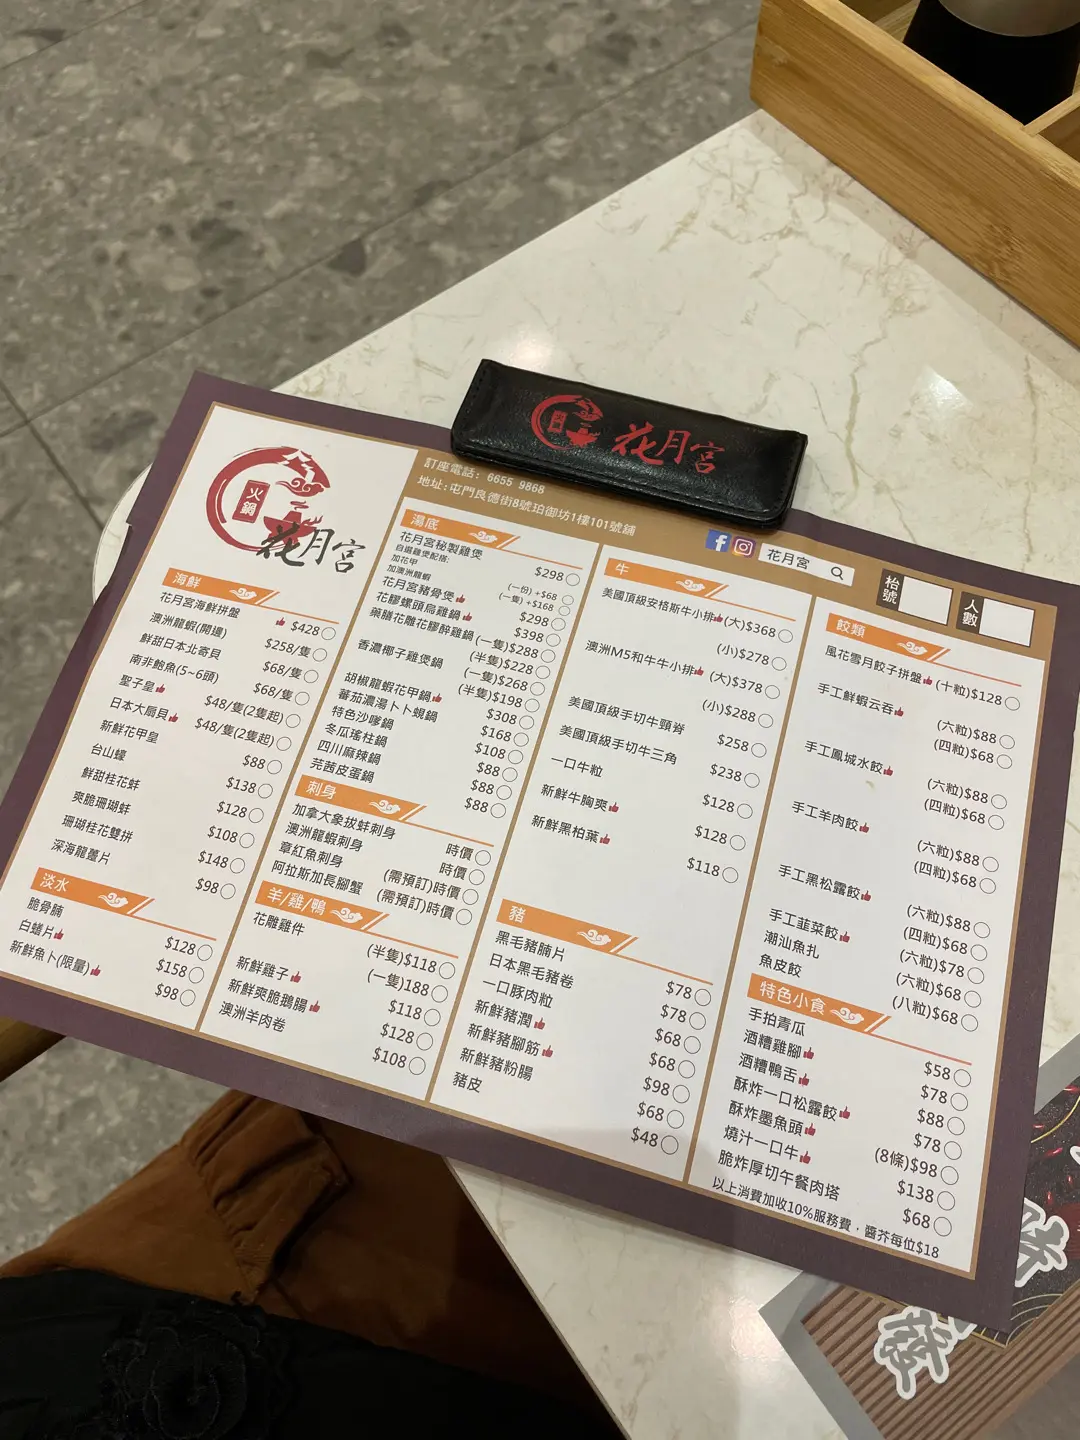 花月宮
火鍋
花月宮
訂座電話: 6655 9868
地址:屯門良德街8號珀御坊1樓101號舖
花月宮
枱號
人數
海鮮
花月宮海鮮拼盤 $428
澳洲龍蝦(開邊) $258/隻
鮮甜日本北寄貝 $68/隻
南非鮑魚(5~6頭) $68/隻
聖子皇 $48/隻(2隻起)
日本大扇貝 $48/隻(2隻起)
新鮮花甲皇 $88
台山蠔 $138
鮮甜桂花蚌 $128
爽脆珊瑚蚌 $108
珊瑚桂花雙拼 $148
深海龍躉片 $98
淡水
脆骨腩 $128
白鱔片 $158
新鮮魚卜(限量) $98
湯底
花月宮秘製雞煲 $298
自選雞煲配搭:
加花甲 (一份) +$68
加澳洲龍蝦 (一隻) +$168
花月宮豬骨煲 $298
花膠螺頭烏雞鍋 $398
藥膳花雕花膠醉雞鍋 (一隻)$288
(半隻)$228
香濃椰子雞煲鍋 (一隻)$268
(半隻)$198
胡椒龍蝦花甲鍋 $308
蕃茄濃湯卜卜蜆鍋 $168
特色沙嗲鍋 $108
冬瓜瑤柱鍋 $88
四川麻辣鍋 $88
芫茜皮蛋鍋 $88
刺身
加拿大象拔蚌刺身 時價
澳洲龍蝦刺身 時價
章紅魚刺身 (需預訂)時價
阿拉斯加長腳蟹 (需預訂)時價
羊/雞/鴨
花雕雞件 (半隻)$118
(一隻)188
新鮮雞子 $118
新鮮爽脆鵝腸 $128
澳洲羊肉卷 $108
牛
美國頂級安格斯牛小排 (大)$368
(小)$278
澳洲M5和牛牛小排 (大)$378
(小)$288
美國頂級手切牛頸脊 $258
美國頂級手切牛三角 $238
一口牛粒 $128
新鮮牛胸爽 $128
新鮮黑柏葉 $118
豬
黑毛豬腩片 $78
日本黑毛豬卷 $78
一口豚肉粒 $68
新鮮豬潤 $68
新鮮豬腳筋 $98
新鮮豬粉腸 $68
豬皮 $48
餃類
風花雪月餃子拼盤 (十粒)$128
手工鮮蝦云吞 (六粒)$88
(四粒)$68
手工鳳城水餃 (六粒)$88
(四粒)$68
手工羊肉餃 (六粒)$88
(四粒)$68
手工黑松露餃 (六粒)$88
(四粒)$68
手工韮菜餃 (六粒)$78
潮汕魚扎 (六粒)$68
魚皮餃 (八粒)$68
特色小食
手拍青瓜 $58
酒糟雞腳 $78
酒糟鴨舌 $88
酥炸一口松露餃 $78
酥炸墨魚頭 (8條)$98
燒汁一口牛 $138
脆炸厚切午餐肉塔 $68
以上消費加收10%服務費,醬芥每位$18